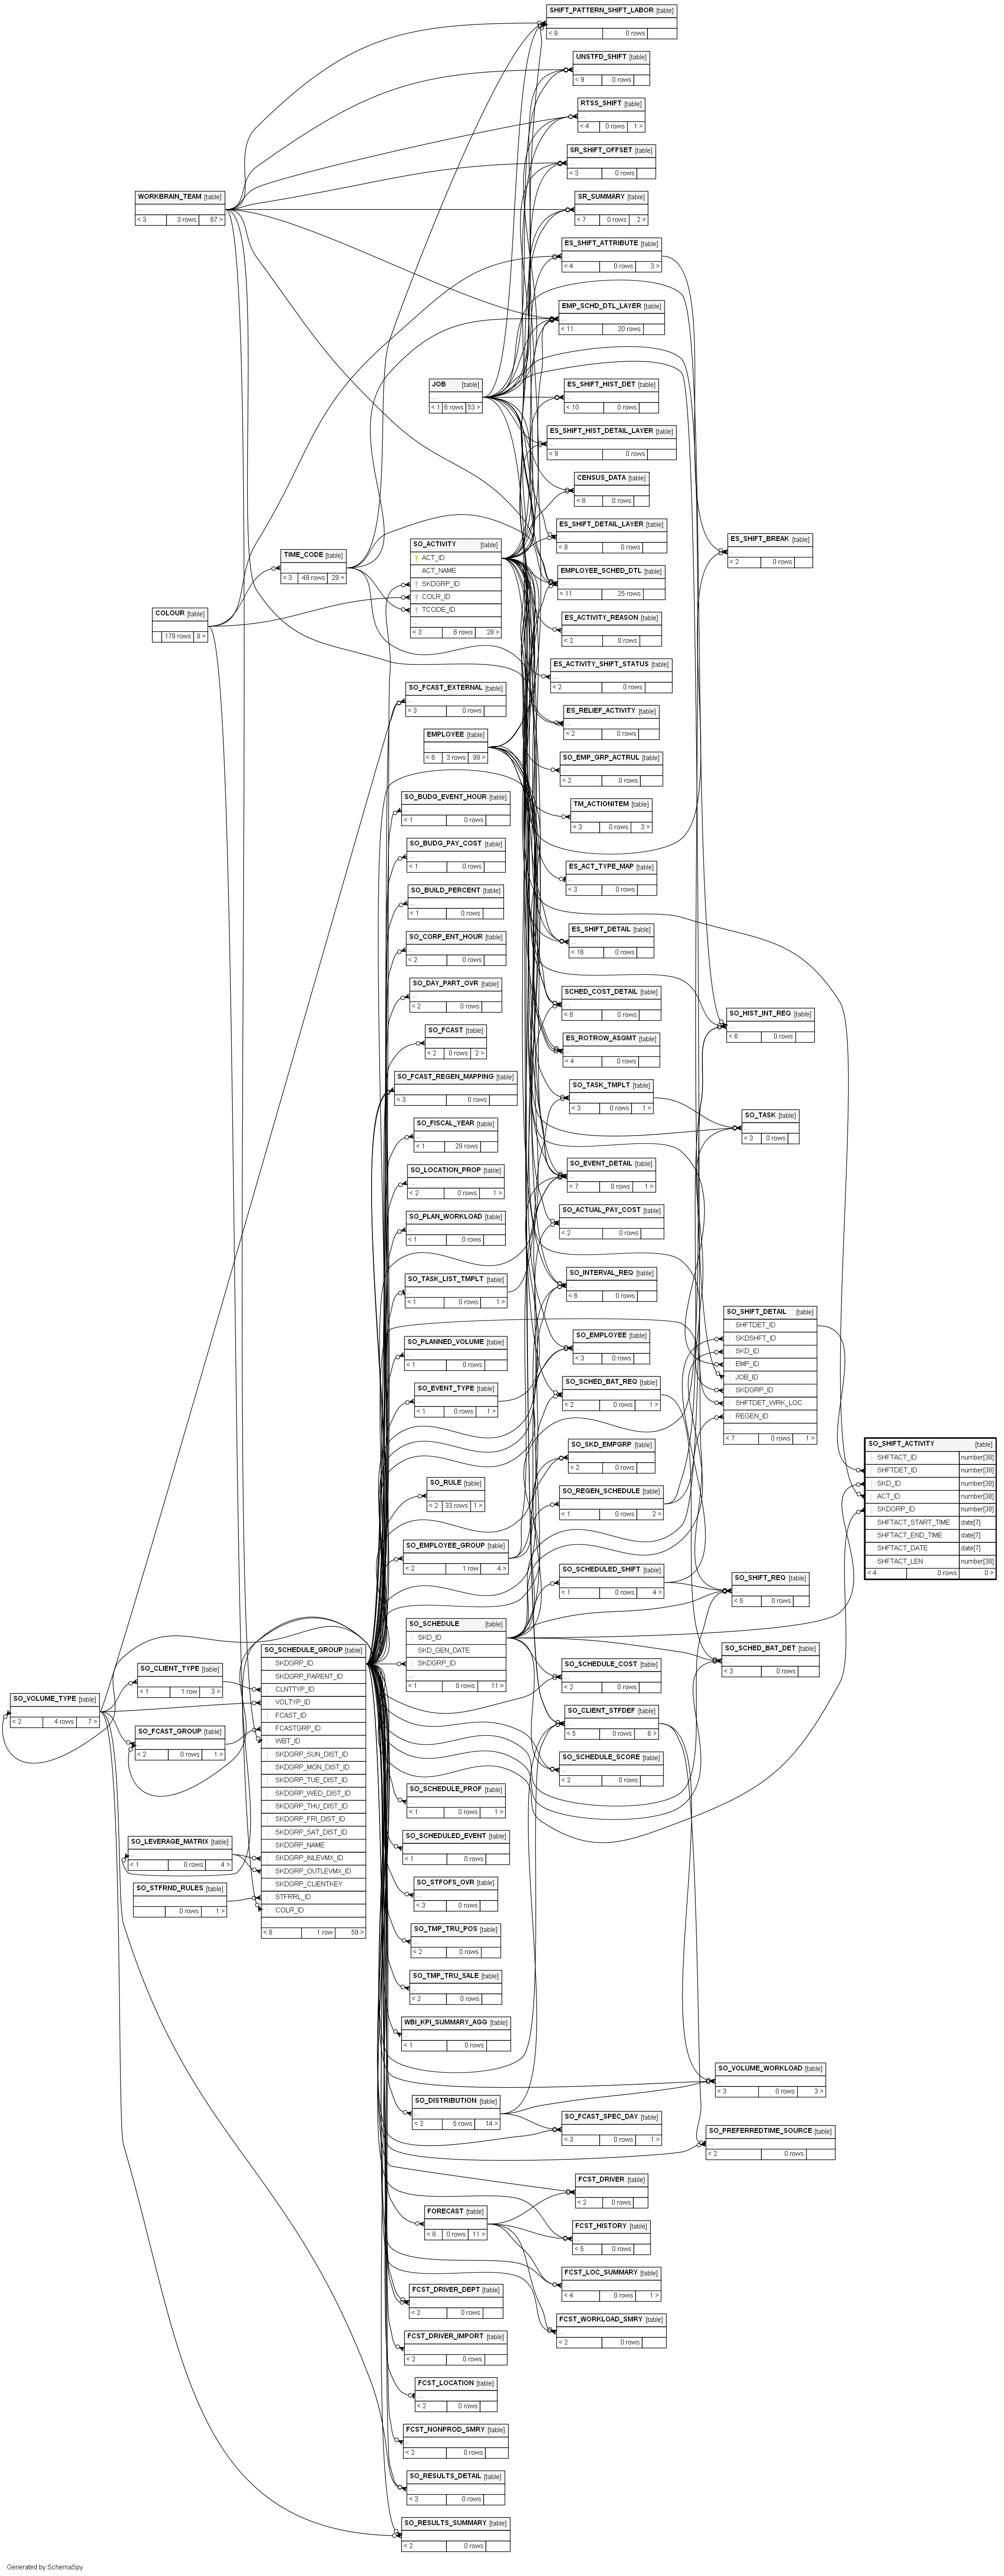 SHIFT_PATTERN_SHIFT_LABOR [table]
...
< 9 0 rows
UNSTFD_SHIFT [table]
...
< 9 0 rows
RTSS_SHIFT [table]
...
< 4 0 rows 1 >
SR_SHIFT_OFFSET [table]
...
< 3 0 rows
WORKBRAIN_TEAM [table]
...
< 3 3 rows 67 >
SR_SUMMARY [table]
...
< 7 0 rows 2 >
ES_SHIFT_ATTRIBUTE [table]
...
< 4 0 rows 3 >
EMP_SCHD_DTL_LAYER [table]
...
< 11 20 rows
JOB [table]
...
< 1 6 rows 53 >
ES_SHIFT_HIST_DET [table]
...
< 10 0 rows
ES_SHIFT_HIST_DETAIL_LAYER [table]
...
< 9 0 rows
CENSUS_DATA [table]
...
< 8 0 rows
ES_SHIFT_DETAIL_LAYER [table]
...
< 8 0 rows
ES_SHIFT_BREAK [table]
...
< 2 0 rows
SO_ACTIVITY [table]
ACT_ID
ACT_NAME
SKDGRP_ID
COLR_ID
TCODE_ID
...
< 3 6 rows 28 >
TIME_CODE [table]
...
< 3 49 rows 28 >
EMPLOYEE_SCHED_DTL [table]
...
< 11 25 rows
COLOUR [table]
...
179 rows 9 >
ES_ACTIVITY_REASON [table]
...
< 2 0 rows
ES_ACTIVITY_SHIFT_STATUS [table]
...
< 2 0 rows
SO_FCAST_EXTERNAL [table]
...
< 3 0 rows
ES_RELIEF_ACTIVITY [table]
...
< 2 0 rows
EMPLOYEE [table]
...
< 6 3 rows 99 >
SO_EMP_GRP_ACTRUL [table]
...
< 2 0 rows
SO_BUDG_EVENT_HOUR [table]
...
< 1 0 rows
TM_ACTIONITEM [table]
...
< 3 0 rows 3 >
SO_BUDG_PAY_COST [table]
...
< 1 0 rows
ES_ACT_TYPE_MAP [table]
...
< 3 0 rows
SO_BUILD_PERCENT [table]
...
< 1 0 rows
ES_SHIFT_DETAIL [table]
...
< 16 0 rows
SO_CORP_ENT_HOUR [table]
...
< 2 0 rows
SO_DAY_PART_OVR [table]
...
< 2 0 rows
SCHED_COST_DETAIL [table]
...
< 8 0 rows
SO_HIST_INT_REQ [table]
...
< 6 0 rows
SO_FCAST [table]
...
< 2 0 rows 2 >
ES_ROTROW_ASGMT [table]
...
< 4 0 rows
SO_FCAST_REGEN_MAPPING [table]
...
< 3 0 rows
SO_TASK_TMPLT [table]
...
< 3 0 rows 1 >
SO_TASK [table]
...
< 3 0 rows
SO_FISCAL_YEAR [table]
...
< 1 29 rows
SO_LOCATION_PROP [table]
...
< 2 0 rows 1 >
SO_EVENT_DETAIL [table]
...
< 7 0 rows 1 >
SO_PLAN_WORKLOAD [table]
...
< 1 0 rows
SO_ACTUAL_PAY_COST [table]
...
< 2 0 rows
SO_TASK_LIST_TMPLT [table]
...
< 1 0 rows 1 >
SO_INTERVAL_REQ [table]
...
< 6 0 rows
SO_SHIFT_DETAIL [table]
SHFTDET_ID
SKDSHFT_ID
SKD_ID
EMP_ID
JOB_ID
SKDGRP_ID
SHFTDET_WRK_LOC
REGEN_ID
...
< 7 0 rows 1 >
SO_PLANNED_VOLUME [table]
...
< 1 0 rows
SO_EMPLOYEE [table]
...
< 3 0 rows
SO_EVENT_TYPE [table]
...
< 1 0 rows 1 >
SO_SCHED_BAT_REQ [table]
...
< 2 0 rows 1 >
SO_SHIFT_ACTIVITY [table]
SHFTACT_ID number[38]
SHFTDET_ID number[38]
SKD_ID number[38]
ACT_ID number[38]
SKDGRP_ID number[38]
SHFTACT_START_TIME date[7]
SHFTACT_END_TIME date[7]
SHFTACT_DATE date[7]
SHFTACT_LEN number[38]
< 4 0 rows 0 >
SO_SKD_EMPGRP [table]
...
< 2 0 rows
SO_RULE [table]
...
< 2 33 rows 1 >
SO_REGEN_SCHEDULE [table]
...
< 1 0 rows 2 >
SO_EMPLOYEE_GROUP [table]
...
< 2 1 row 4 >
SO_SCHEDULED_SHIFT [table]
...
< 1 0 rows 4 >
SO_SHIFT_REQ [table]
...
< 5 0 rows
SO_SCHEDULE [table]
SKD_ID
SKD_GEN_DATE
SKDGRP_ID
...
< 1 0 rows 11 >
SO_SCHED_BAT_DET [table]
...
< 3 0 rows
SO_SCHEDULE_GROUP [table]
SKDGRP_ID
SKDGRP_PARENT_ID
CLNTTYP_ID
VOLTYP_ID
FCAST_ID
FCASTGRP_ID
WBT_ID
SKDGRP_SUN_DIST_ID
SKDGRP_MON_DIST_ID
SKDGRP_TUE_DIST_ID
SKDGRP_WED_DIST_ID
SKDGRP_THU_DIST_ID
SKDGRP_FRI_DIST_ID
SKDGRP_SAT_DIST_ID
SKDGRP_NAME
SKDGRP_INLEVMX_ID
SKDGRP_OUTLEVMX_ID
SKDGRP_CLIENTKEY
STFRRL_ID
COLR_ID
...
< 8 1 row 59 >
SO_CLIENT_TYPE [table]
...
< 1 1 row 3 >
SO_VOLUME_TYPE [table]
...
< 2 4 rows 7 >
SO_FCAST_GROUP [table]
...
< 2 0 rows 1 >
SO_SCHEDULE_COST [table]
...
< 2 0 rows
SO_CLIENT_STFDEF [table]
...
< 5 0 rows 6 >
SO_SCHEDULE_SCORE [table]
...
< 2 0 rows
SO_SCHEDULE_PROF [table]
...
< 1 0 rows 1 >
SO_LEVERAGE_MATRIX [table]
...
< 1 0 rows 4 >
SO_SCHEDULED_EVENT [table]
...
< 1 0 rows
SO_STFRND_RULES [table]
...
0 rows 1 >
SO_STFOFS_OVR [table]
...
< 3 0 rows
SO_TMP_TRU_POS [table]
...
< 2 0 rows
SO_TMP_TRU_SALE [table]
...
< 2 0 rows
WBI_KPI_SUMMARY_AGG [table]
...
< 1 0 rows
SO_VOLUME_WORKLOAD [table]
...
< 3 0 rows 3 >
SO_DISTRIBUTION [table]
...
< 2 5 rows 14 >
SO_FCAST_SPEC_DAY [table]
...
< 3 0 rows 1 >
SO_PREFERREDTIME_SOURCE [table]
...
< 2 0 rows
FCST_DRIVER [table]
...
< 2 0 rows
FORECAST [table]
...
< 8 0 rows 11 >
FCST_HISTORY [table]
...
< 5 0 rows
FCST_LOC_SUMMARY [table]
...
< 4 0 rows 1 >
FCST_DRIVER_DEPT [table]
...
< 2 0 rows
FCST_WORKLOAD_SMRY [table]
...
< 2 0 rows
FCST_DRIVER_IMPORT [table]
...
< 2 0 rows
FCST_LOCATION [table]
...
< 2 0 rows
FCST_NONPROD_SMRY [table]
...
< 2 0 rows
SO_RESULTS_DETAIL [table]
...
< 3 0 rows
SO_RESULTS_SUMMARY [table]
...
< 2 0 rows
Generated by SchemaSpy